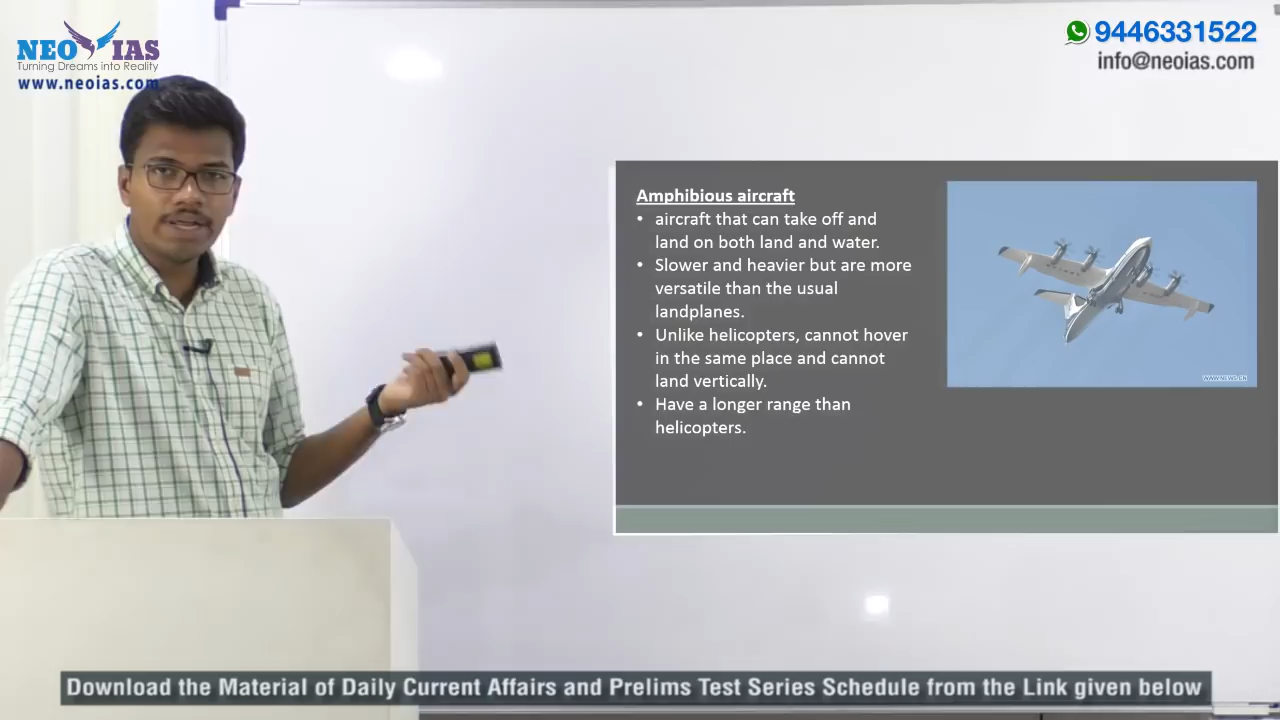 NEO IAS
Turning Dreams into Reality
www.neoias.com
9446331522
info@neoias.com
Amphibious aircraft
• aircraft that can take off and
land on both land and water.
• Slower and heavier but are more
versatile than the usual
landplanes.
• Unlike helicopters, cannot hover
in the same place and cannot
land vertically.
• Have a longer range than
helicopters.
WWW.NEWS.CN
Download the Material of Daily Current Affairs and Prelims Test Series Schedule from the Link given below